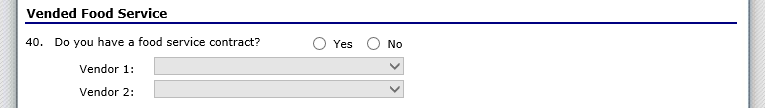 Vended Food Service
40. Do you have a food service contract? Yes No
Vendor 1:
Vendor 2: